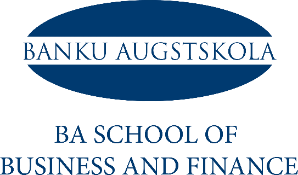 BANKU AUGSTSKOLA
BA SCHOOL OF
BUSINESS AND FINANCE